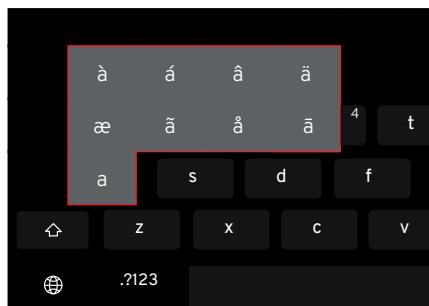 à á â ä
æ ã å ā 4 t
a s d f
z x c v
.?123